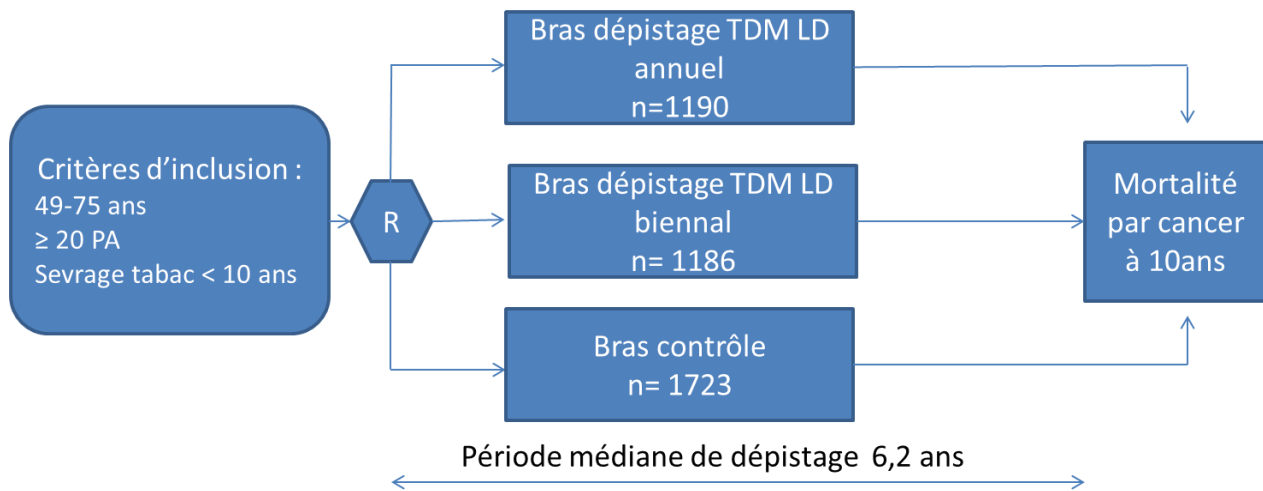 Critères d'inclusion :
49-75 ans
≥ 20 PA
Sevrage tabac < 10 ans
R
Bras dépistage TDM LD
annuel
n=1190
Bras dépistage TDM LD
biennal
n= 1186
Bras contrôle
n= 1723
Mortalité
par cancer
à 10ans
Période médiane de dépistage 6,2 ans